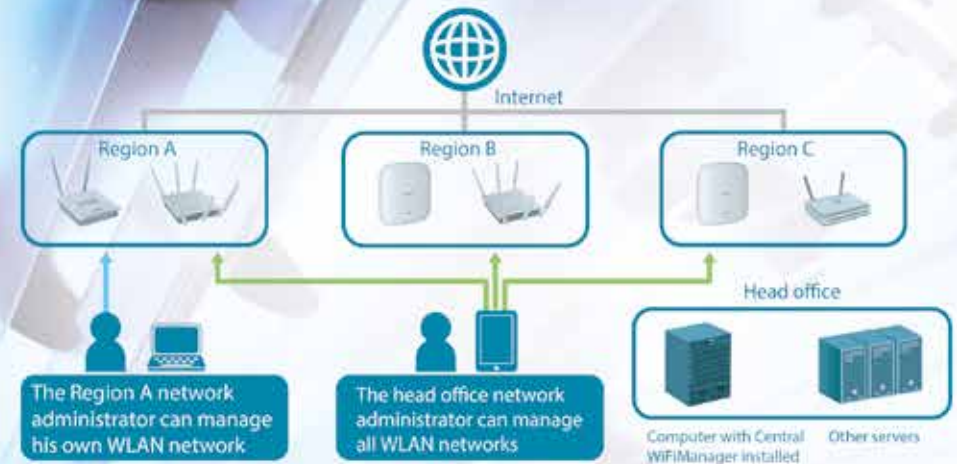 Internet
Region A
Region B
Region C
Head office
The Region A network
administrator can manage
his own WLAN network
The head office network
administrator can manage
all WLAN networks
Computer with Central
WiFiManager installed
Other servers